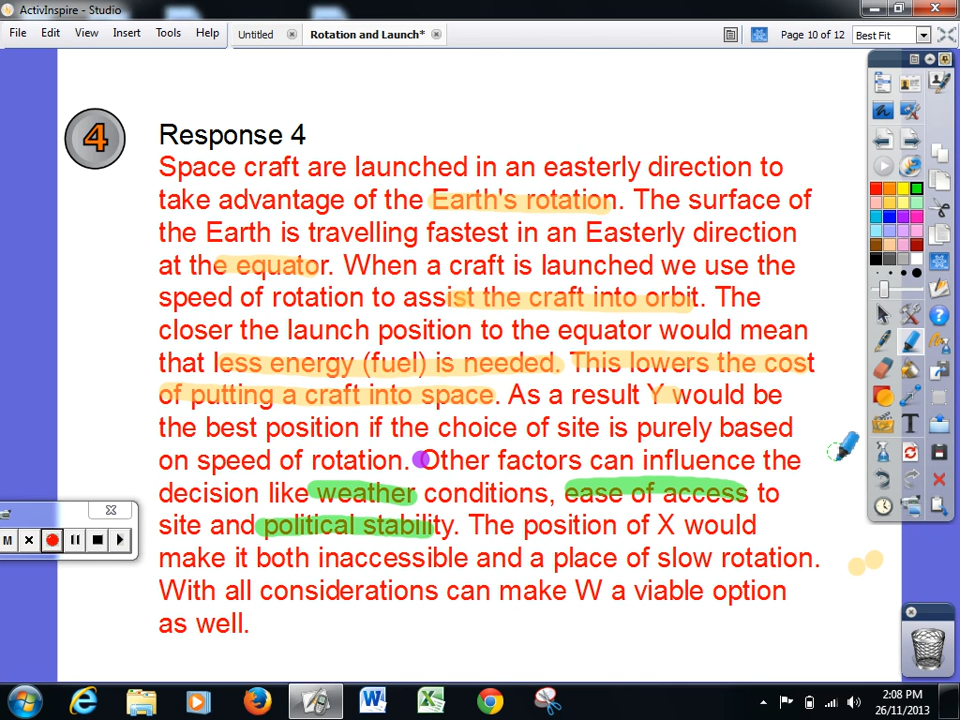 ActivInspire - Studio
File Edit View Insert Tools Help Untitled Rotation and Launch* Page 10 of 12 Best Fit
4
Response 4
Space craft are launched in an easterly direction to
take advantage of the Earth's rotation. The surface of
the Earth is travelling fastest in an Easterly direction
at the equator. When a craft is launched we use the
speed of rotation to assist the craft into orbit. The
closer the launch position to the equator would mean
that less energy (fuel) is needed. This lowers the cost
of putting a craft into space. As a result Y would be
the best position if the choice of site is purely based
on speed of rotation. Other factors can influence the
decision like weather conditions, ease of access to
site and political stability. The position of X would
make it both inaccessible and a place of slow rotation.
With all considerations can make W a viable option
as well.
M
2:08 PM
26/11/2013